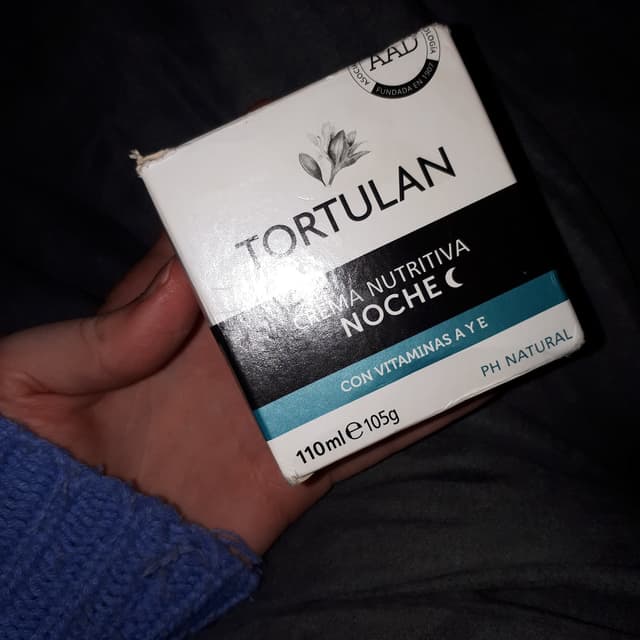 AAD
FUNDADA EN 1907
TORTULAN
CREMA NUTRITIVA
NOCHE
CON VITAMINAS A Y E
PH NATURAL
110ml e 105g